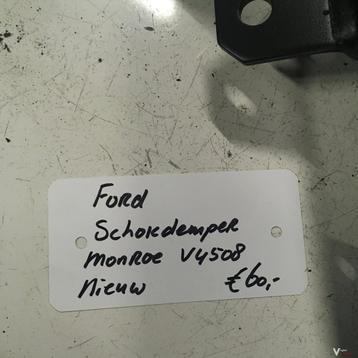 Ford
Schokdemper
Monroe V4508
Nieuw €60,-